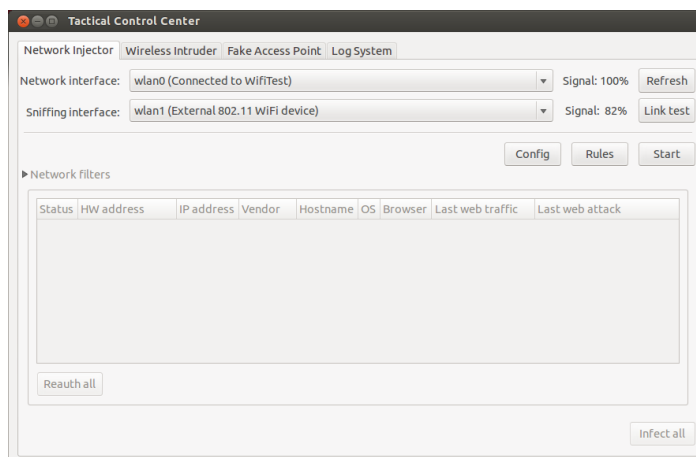 Tactical Control Center
Network Injector Wireless Intruder Fake Access Point Log System
Network interface: wlan0 (Connected to WifiTest) Signal: 100% Refresh
Sniffing interface: wlan1 (External 802.11 WiFi device) Signal: 82% Link test
Config Rules Start
Network filters
Status HW address IP address Vendor Hostname OS Browser Last web traffic Last web attack
Reauth all
Infect all